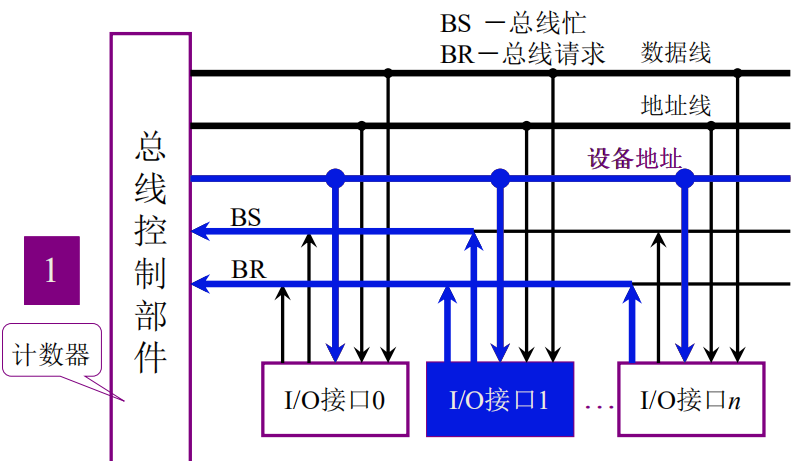 BS －总线忙
BR－总线请求
数据线
地址线
设备地址
总线控制部件
BS
BR
1
计数器
I/O接口0
I/O接口1
…
I/O接口n